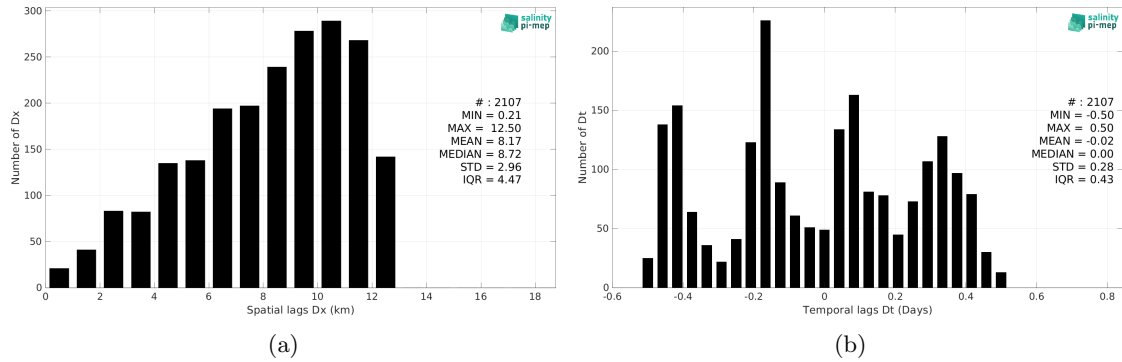 300
250
200
150
100
50
0
Number of Dx
0 2 4 6 8 10 12 14 16 18
Spatial lags Dx (km)
salinity
pi-mep
# : 2107
MIN = 0.21
MAX = 12.50
MEAN = 8.17
MEDIAN = 8.72
STD = 2.96
IQR = 4.47
(a)
200
150
100
50
0
Number of Dt
-0.6 -0.4 -0.2 0 0.2 0.4 0.6 0.8
Temporal lags Dt (Days)
salinity
pi-mep
# : 2107
MIN = -0.50
MAX = 0.50
MEAN = -0.02
MEDIAN = 0.00
STD = 0.28
IQR = 0.43
(b)